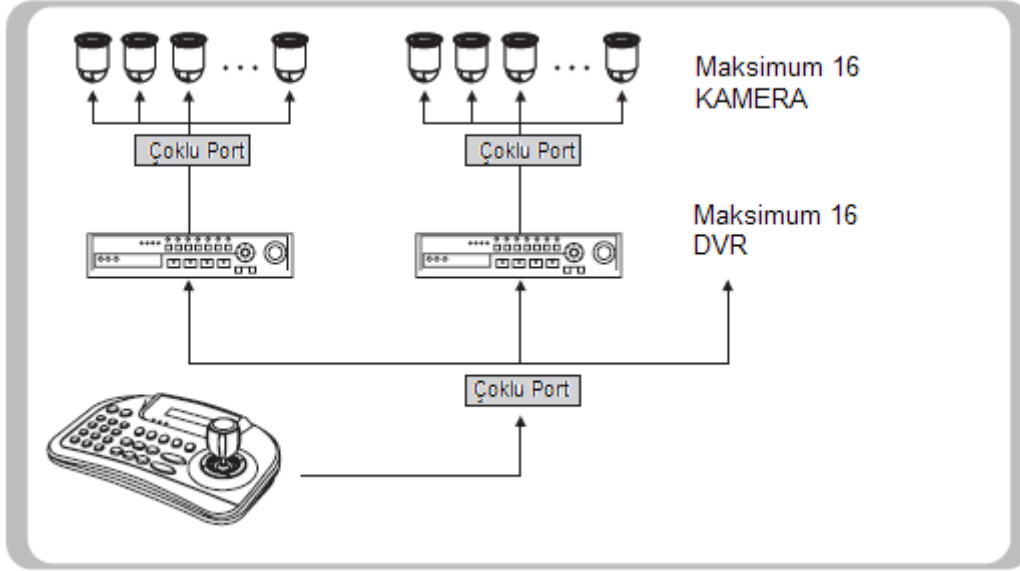 Maksimum 16
KAMERA
Çoklu Port
Çoklu Port
Maksimum 16
DVR
Çoklu Port